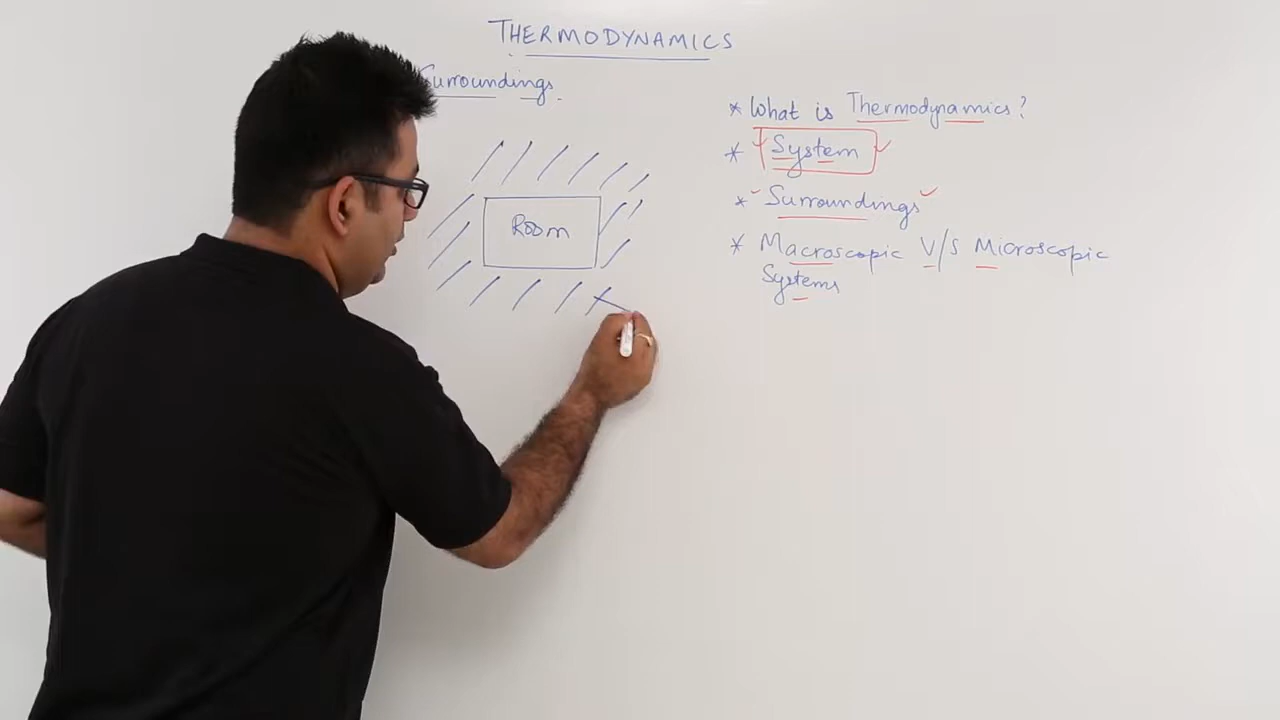 THERMODYNAMICS
Surroundings.
Room
* What is Thermodynamics?
* System
* Surroundings
* Macroscopic V/S Microscopic
Systems